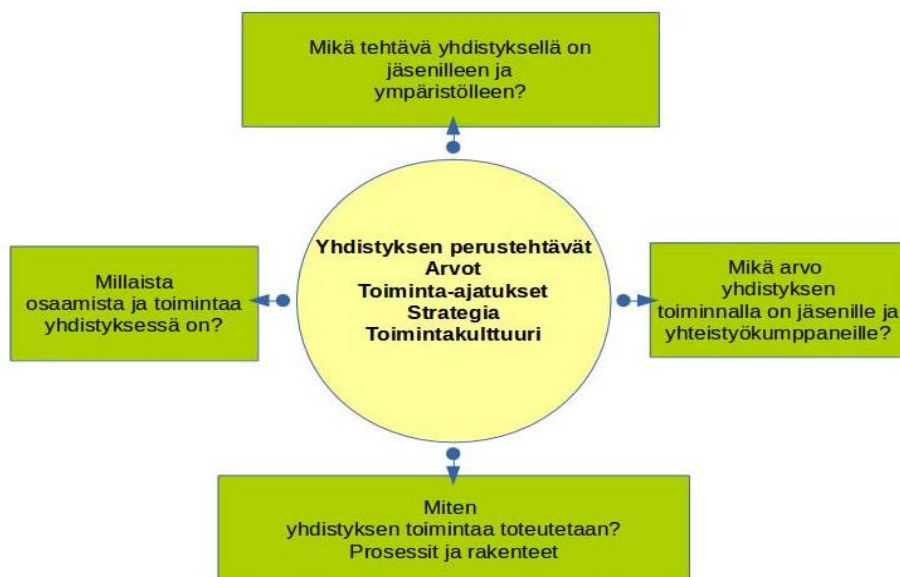 Mikä tehtävä yhdistyksellä on
jäsenilleen ja
ympäristölleen?
Millaista
osaamista ja toimintaa
yhdistyksessä on?
Yhdistyksen perustehtävät
Arvot
Toiminta-ajatukset
Strategia
Toimintakulttuuri
Mikä arvo
yhdistyksen
toiminnalla on jäsenille ja
yhteistyökumppaneille?
Miten
yhdistyksen toimintaa toteutetaan?
Prosessit ja rakenteet